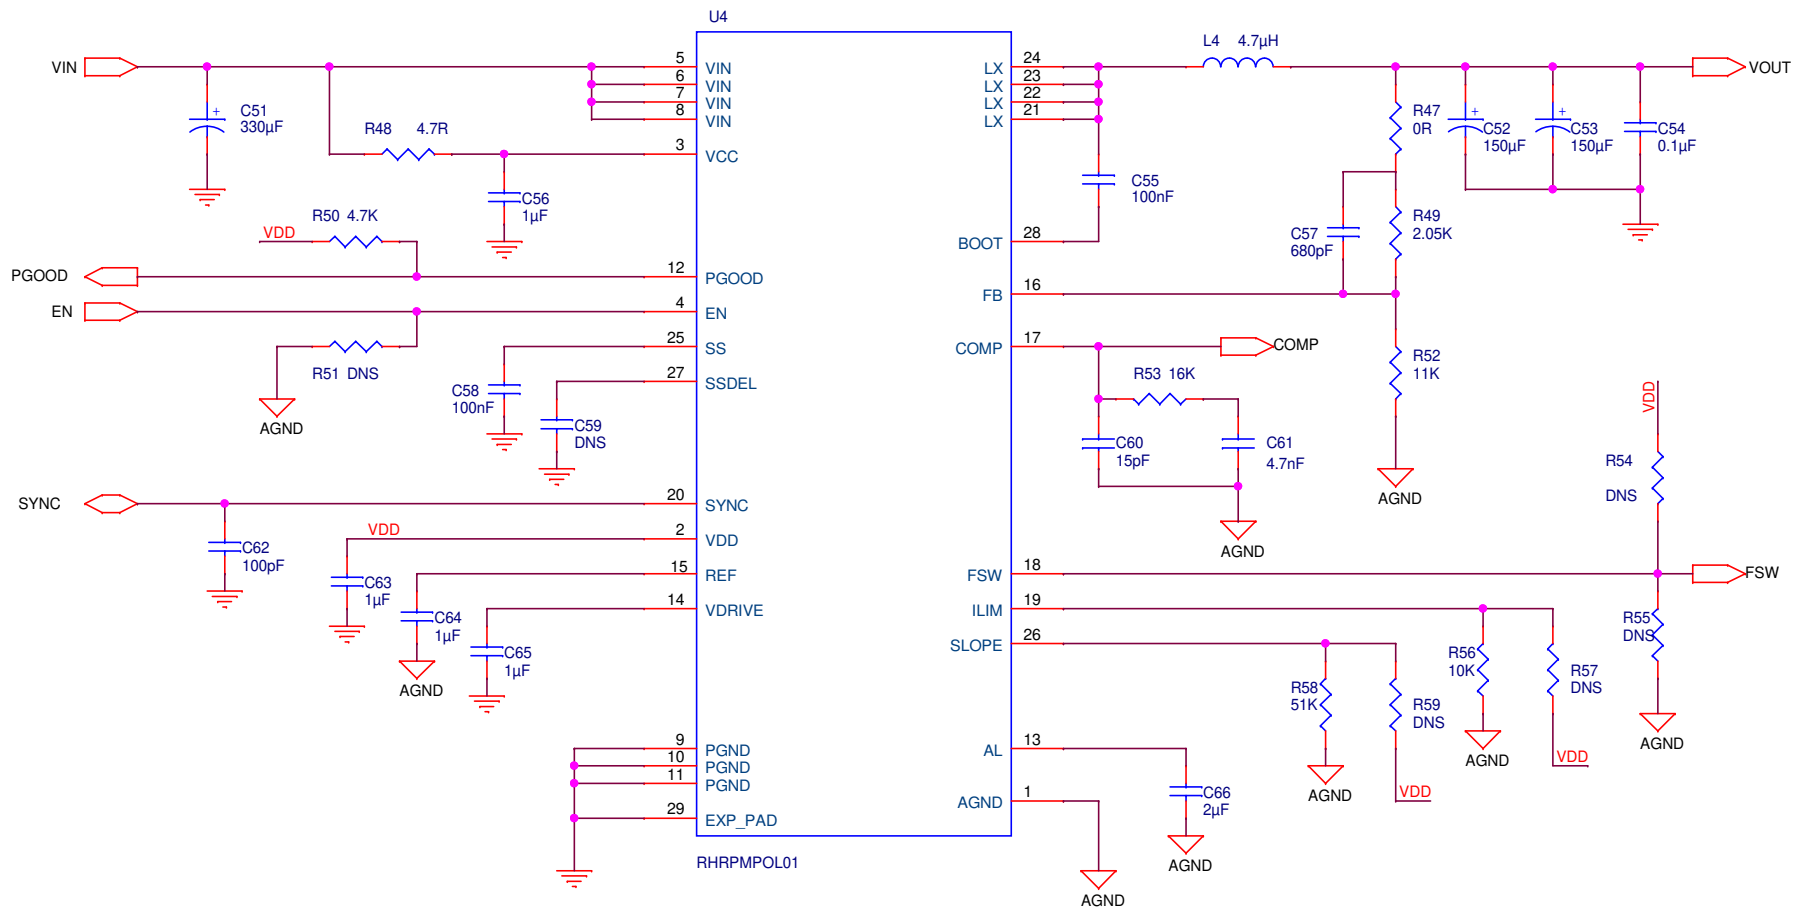 U4
VIN
C51
330µF
R48 4.7R
C56
1µF
R50 4.7K
VDD
PGOOD
EN
R51 DNS
AGND
C58
100nF
C59
DNS
SYNC
C62
100pF
VDD
C63
1µF
C64
1µF
AGND
C65
1µF
5 VIN
6 VIN
7 VIN
8 VIN
3 VCC
12 PGOOD
4 EN
25 SS
27 SSDEL
20 SYNC
2 VDD
15 REF
14 VDRIVE
9 PGND
10 PGND
11 PGND
29 EXP_PAD
RHRPMPOL01
LX 24
LX 23
LX 22
LX 21
BOOT 28
FB 16
COMP 17
FSW 18
ILIM 19
SLOPE 26
AL 13
AGND 1
L4 4.7µH
VOUT
C55
100nF
R47
0R
C52
150µF
C53
150µF
C54
0.1µF
C57
680pF
R49
2.05K
COMP
R53 16K
C60
15pF
C61
4.7nF
AGND
R52
11K
AGND
VDD
R54
DNS
FSW
R55
DNS
AGND
R56
10K
AGND
R57
DNS
VDD
R58
51K
AGND
R59
DNS
VDD
C66
2µF
AGND
AGND